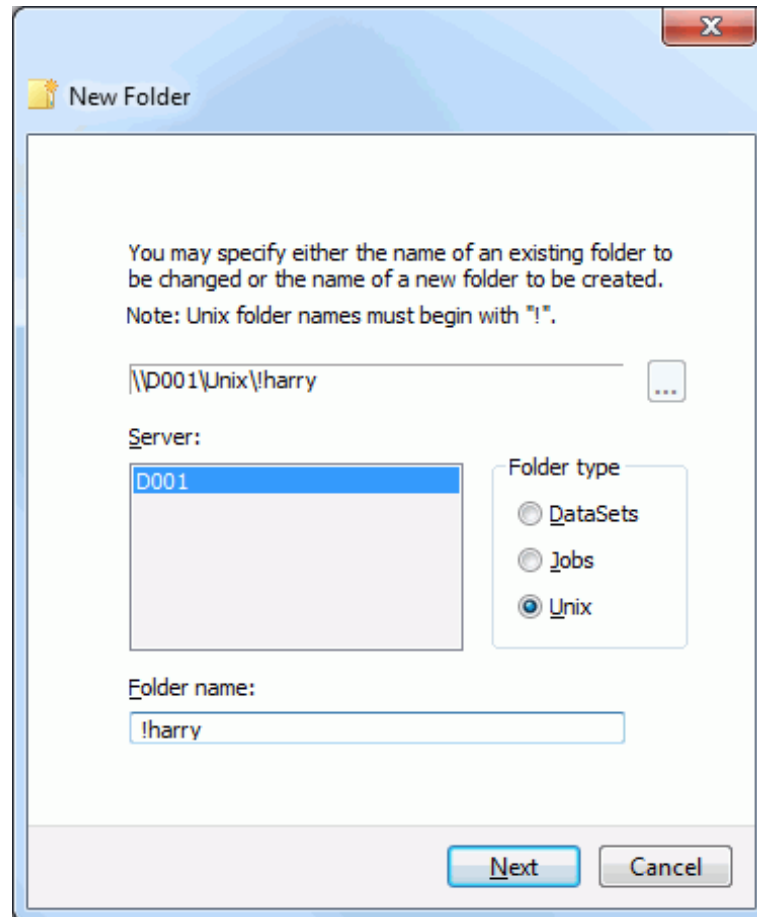 New Folder
You may specify either the name of an existing folder to
be changed or the name of a new folder to be created.
Note: Unix folder names must begin with "!".
\\D001\Unix\!harry
...
Server:
Folder type
D001
DataSets
Jobs
Unix
Folder name:
!harry
Next
Cancel